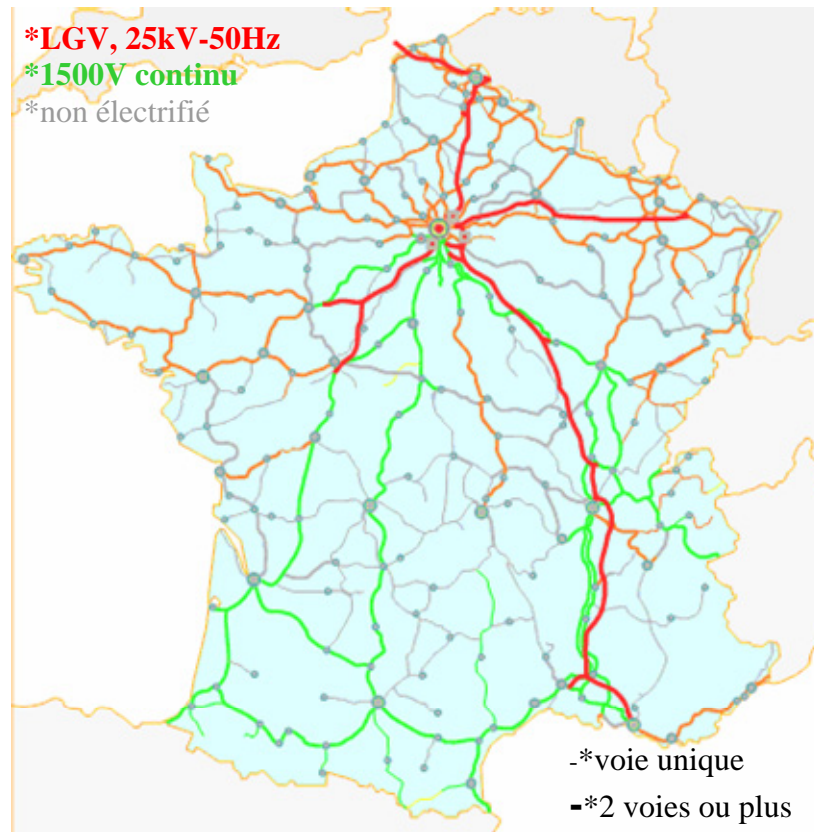 *LGV, 25kV-50Hz
*1500V continu
*non électrifié
-*voie unique
-*2 voies ou plus